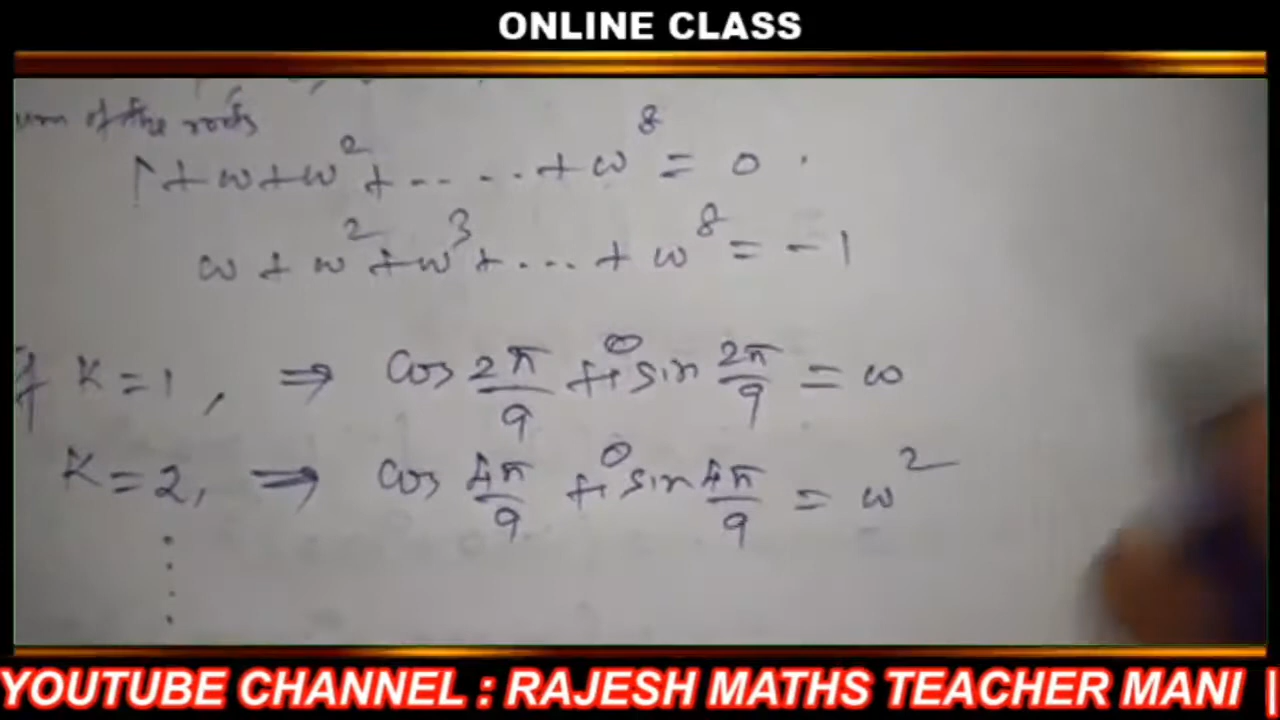 ONLINE CLASS
um of the roots
1 + ω + ω² + ..... + ω⁸ = 0 .
ω + ω² + ω³ + ... + ω⁸ = -1
If K = 1, ⇒ cos 2π/9 + i sin 2π/9 = ω
K = 2, ⇒ cos 4π/9 + i sin 4π/9 = ω²
YOUTUBE CHANNEL : RAJESH MATHS TEACHER MANI |